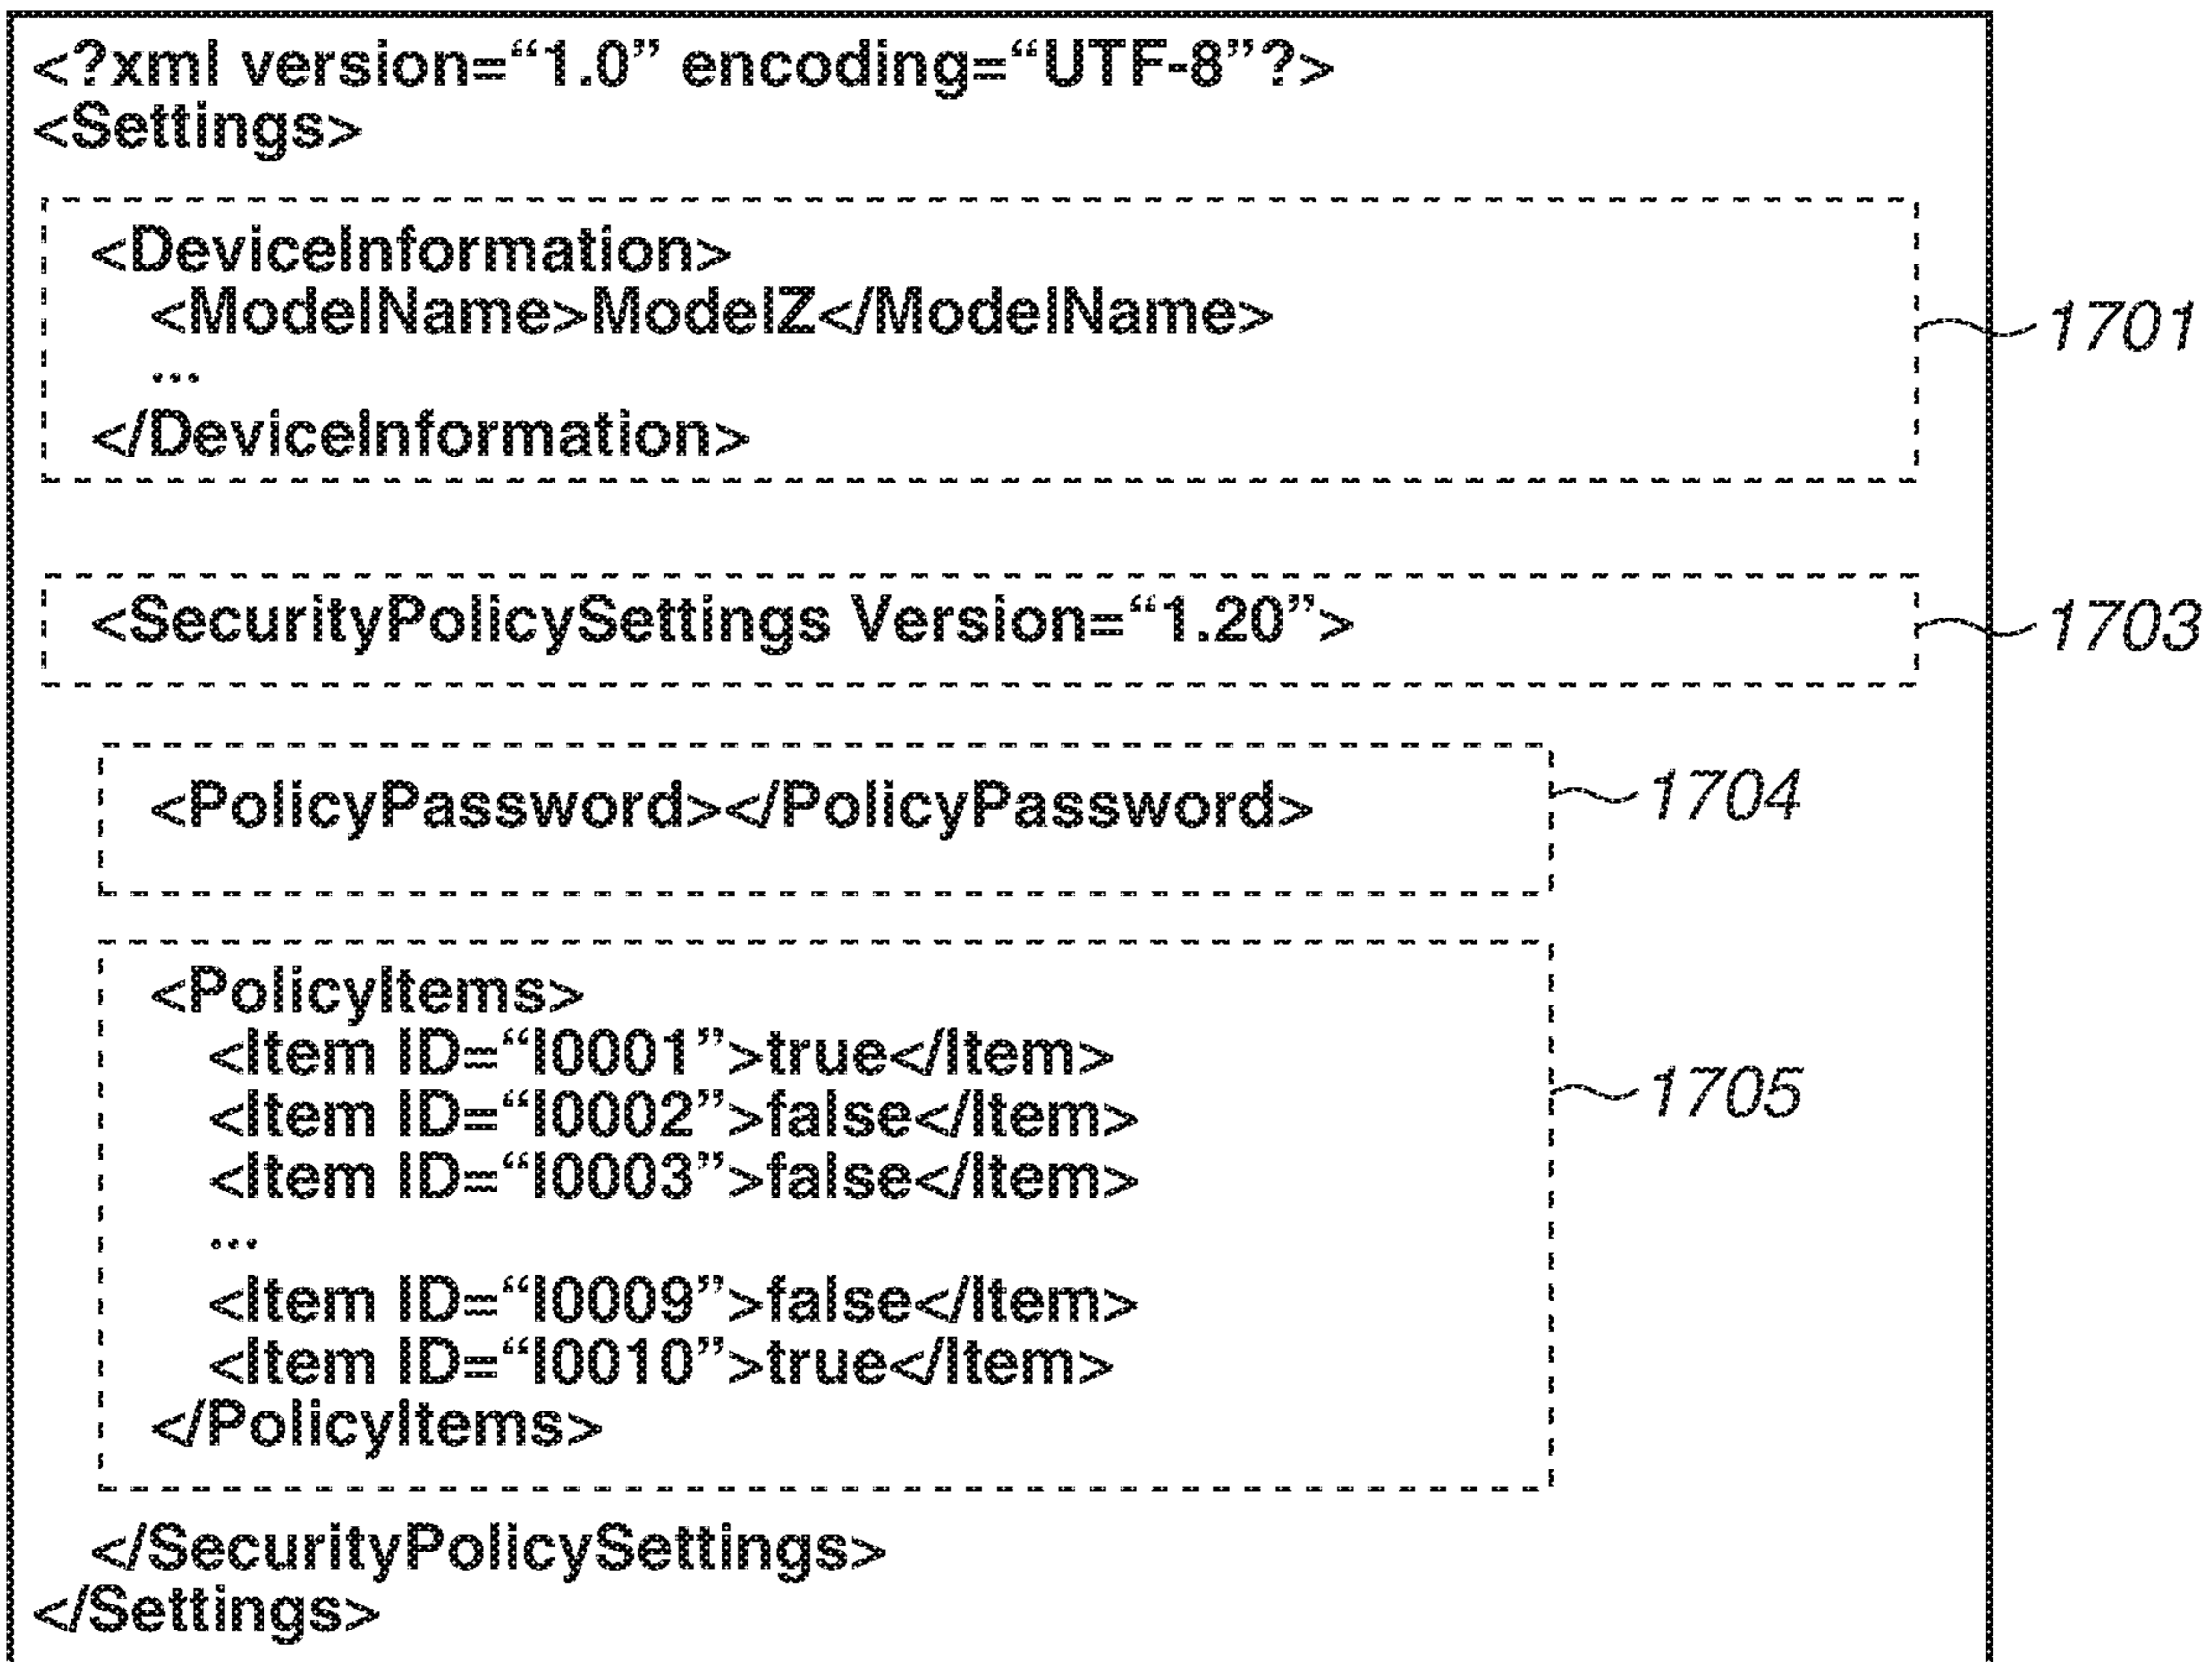 <?xml version=“1.0” encoding=“UTF-8”?>
<Settings>
<DeviceInformation>
<ModelName>ModelZ</ModelName>
...
</DeviceInformation>
1701
<SecurityPolicySettings Version=“1.20”>
1703
<PolicyPassword></PolicyPassword>
1704
<PolicyItems>
<Item ID=“I0001”>true</Item>
<Item ID=“I0002”>false</Item>
<Item ID=“I0003”>false</Item>
...
<Item ID=“I0009”>false</Item>
<Item ID=“I0010”>true</Item>
</PolicyItems>
1705
</SecurityPolicySettings>
</Settings>